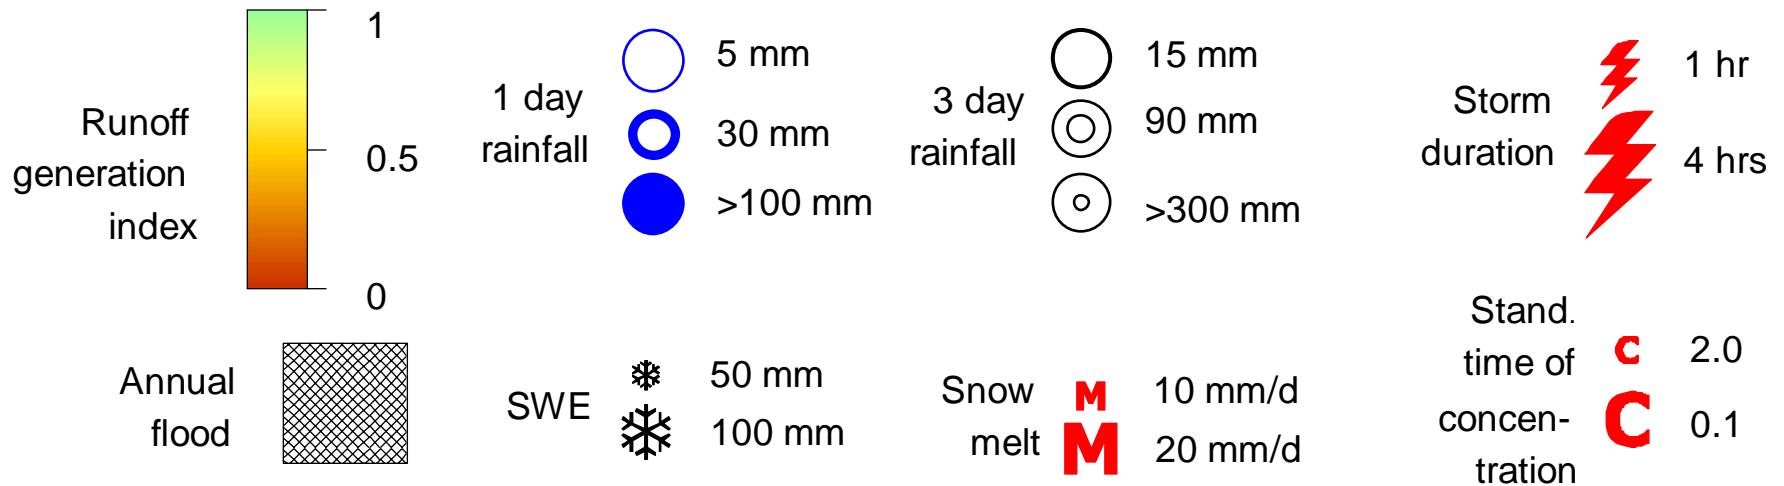 Runoff
generation
index
1
0.5
0
1 day
rainfall
5 mm
30 mm
>100 mm
3 day
rainfall
15 mm
90 mm
>300 mm
Storm
duration
1 hr
4 hrs
Annual
flood
SWE
50 mm
100 mm
Snow
melt
M
10 mm/d
M
20 mm/d
Stand.
time of
concen-
tration
C
2.0
C
0.1